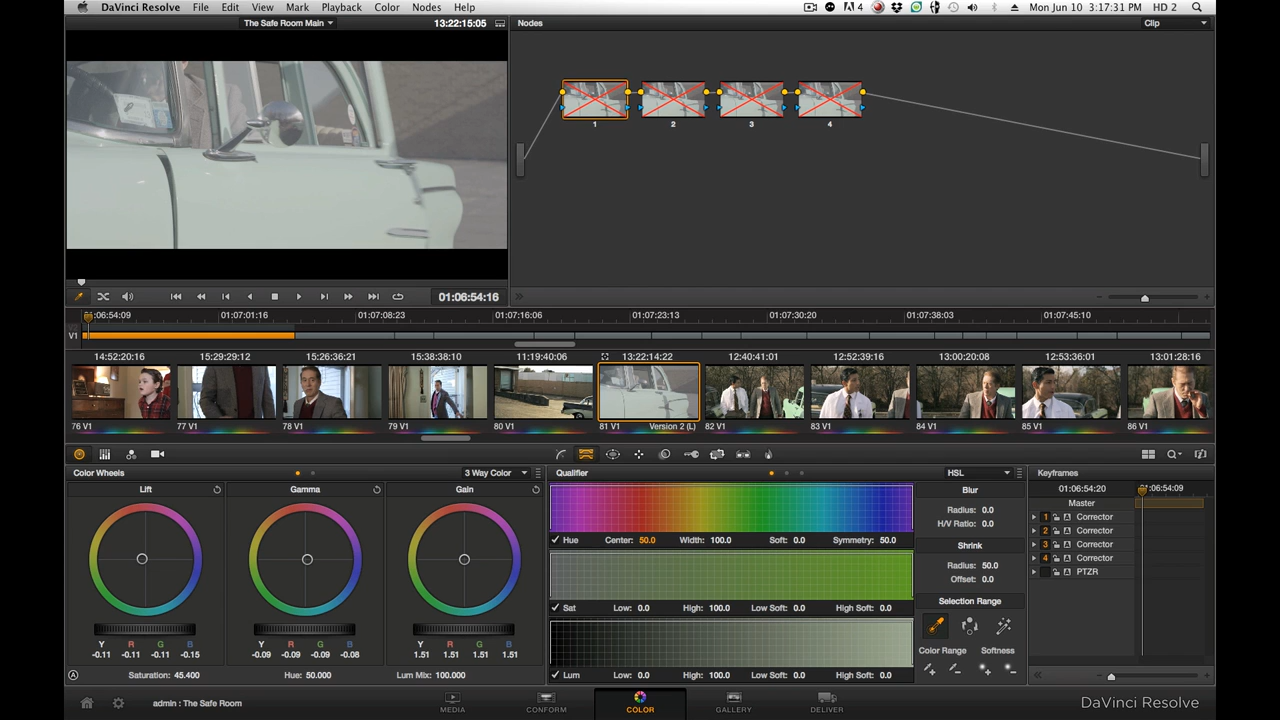 DaVinci Resolve File Edit View Mark Playback Color Nodes Help 4 Mon Jun 10 3:17:31 PM HD 2
The Safe Room Main 13:22:15:05 Nodes Clip
1 2 3 4
01:06:54:16
01:06:54:09 01:07:01:16 01:07:08:23 01:07:16:06 01:07:23:13 01:07:30:20 01:07:38:03 01:07:45:10
V1
14:52:20:16 15:29:29:12 15:26:36:21 15:38:38:10 11:19:40:06 13:22:14:22 12:40:41:01 12:52:39:16 13:00:20:08 12:53:36:01 13:01:28:16
76 V1 77 V1 78 V1 79 V1 80 V1 81 V1 Version 2 (L) 82 V1 83 V1 84 V1 85 V1 86 V1
Color Wheels 3 Way Color Qualifier HSL Keyframes
Lift Gamma Gain
Blur
Radius: 0.0
H/V Ratio: 0.0
Hue Center: 50.0 Width: 100.0 Soft: 0.0 Symmetry: 50.0
Shrink
Radius: 50.0
Offset: 0.0
Sat Low: 0.0 High: 100.0 Low Soft: 0.0 High Soft: 0.0
Selection Range
Color Range Softness
Lum Low: 0.0 High: 100.0 Low Soft: 0.0 High Soft: 0.0
01:06:54:20 01:06:54:09
Master
1 Corrector
2 Corrector
3 Corrector
4 Corrector
PTZR
Y R G B Y R G B Y R G B
-0.11 -0.11 -0.11 -0.15 -0.09 -0.09 -0.09 -0.08 1.51 1.51 1.51 1.51
A Saturation: 45.400 Hue: 50.000 Lum Mix: 100.000
admin : The Safe Room
MEDIA CONFORM COLOR GALLERY DELIVER
DaVinci Resolve